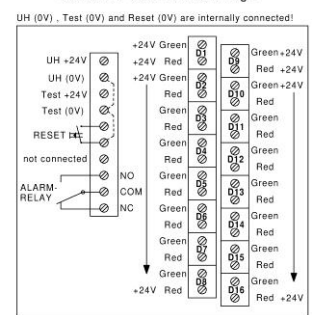 UH (0V) , Test (0V) and Reset (0V) are internally connected!
UH +24V
UH (0V)
Test +24V
Test (0V)
RESET
not connected
ALARM-
RELAY
NO
COM
NC
+24V Green
D1
+24V Red
+24V Green
D2
Red
Green
D3
Red
Green
D4
Red
Green
D5
Red
Green
D6
Red
Green
D7
Red
Green
D8
+24V Red
Green +24V
D9
Red +24V
Green +24V
D10
Red
Green
D11
Red
Green
D12
Red
Green
D13
Red
Green
D14
Red
Green
D15
Red
Green
D16
Red +24V